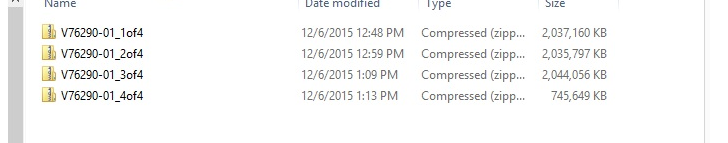 Name Date modified Type Size
V76290-01_1of4 12/6/2015 12:48 PM Compressed (zipp... 2,037,160 KB
V76290-01_2of4 12/6/2015 12:59 PM Compressed (zipp... 2,035,797 KB
V76290-01_3of4 12/6/2015 1:09 PM Compressed (zipp... 2,044,056 KB
V76290-01_4of4 12/6/2015 1:13 PM Compressed (zipp... 745,649 KB